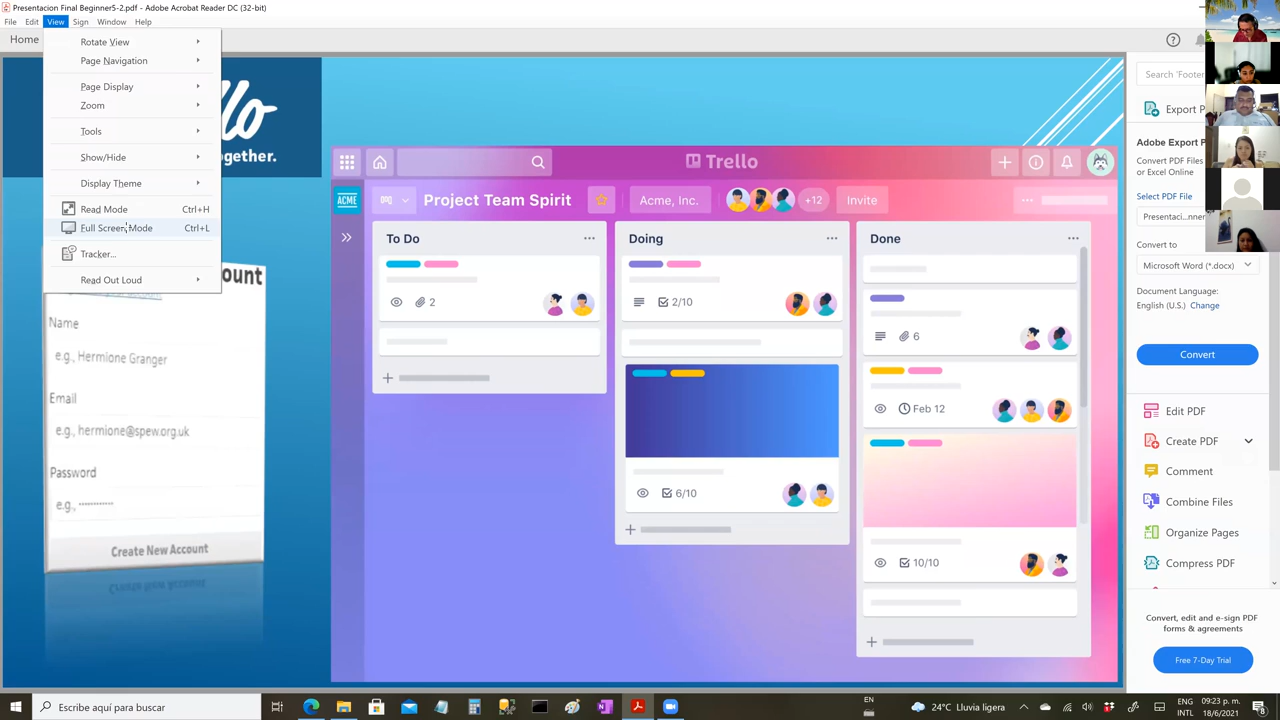 Presentacion Final Beginner5-2.pdf - Adobe Acrobat Reader DC (32-bit)
File Edit View Sign Window Help
Home
Rotate View
Page Navigation
Page Display
Zoom
Tools
Show/Hide
Display Theme
Read Mode Ctrl+H
Full Screen Mode Ctrl+L
Tracker...
Read Out Loud
Name
e.g., Hermione Granger
Email
e.g., hermione@spew.org.uk
Password
e.g., ············
Create New Account
Trello
ACME
Project Team Spirit
Acme, Inc.
+12
Invite
To Do
2
Doing
2/10
6/10
Done
6
Feb 12
10/10
Search 'Footer
Export P
Adobe Export P
Convert PDF Files
or Excel Online
Select PDF File
Presentaci...nner
Convert to
Microsoft Word (*.docx)
Document Language:
English (U.S.) Change
Convert
Edit PDF
Create PDF
Comment
Combine Files
Organize Pages
Compress PDF
Convert, edit and e-sign PDF
forms & agreements
Free 7-Day Trial
Escribe aquí para buscar
EN
24°C Lluvia ligera
ENG
INTL
09:23 p. m.
18/6/2021
8